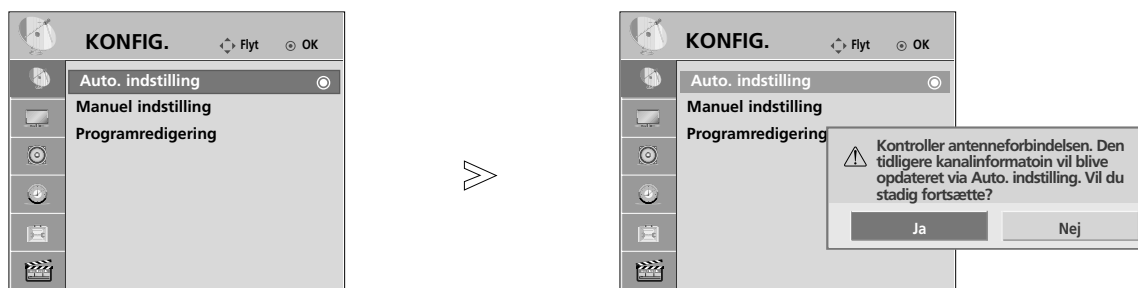 KONFIG. Flyt OK
Auto. indstilling
Manuel indstilling
Programredigering
KONFIG. Flyt OK
Auto. indstilling
Manuel indstilling
Programredigering
Kontroller antenneforbindelsen. Den
tidligere kanalinformatoin vil blive
opdateret via Auto. indstilling. Vil du
stadig fortsætte?
Ja Nej